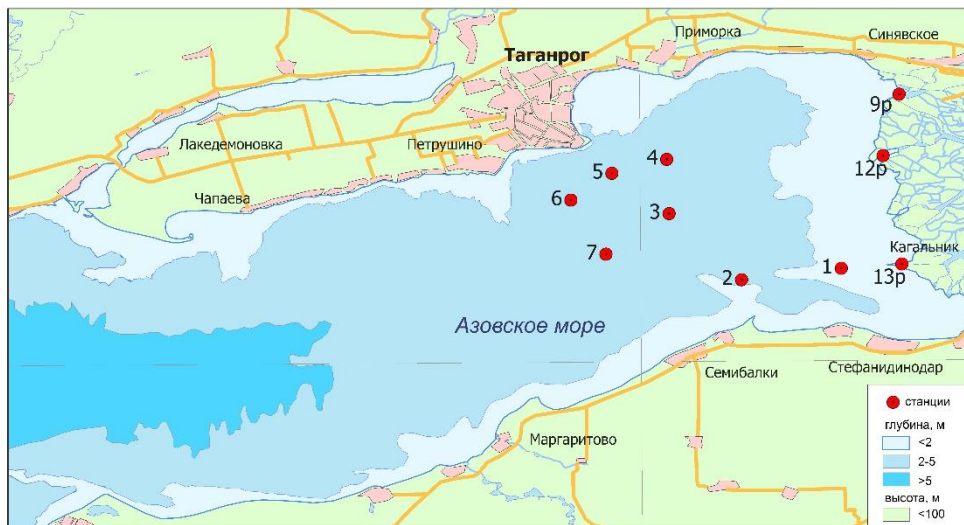 Приморка
Синявское
Таганрог
9р
Лакедемоновка
Петрушино
4
12р
5
Чапаева
6
3
Кагальник
7
1
13р
2
Азовское море
Семибалки
Стефанидинодар
Маргаритово
станции
глубина, м
<2
2-5
>5
высота, м
<100